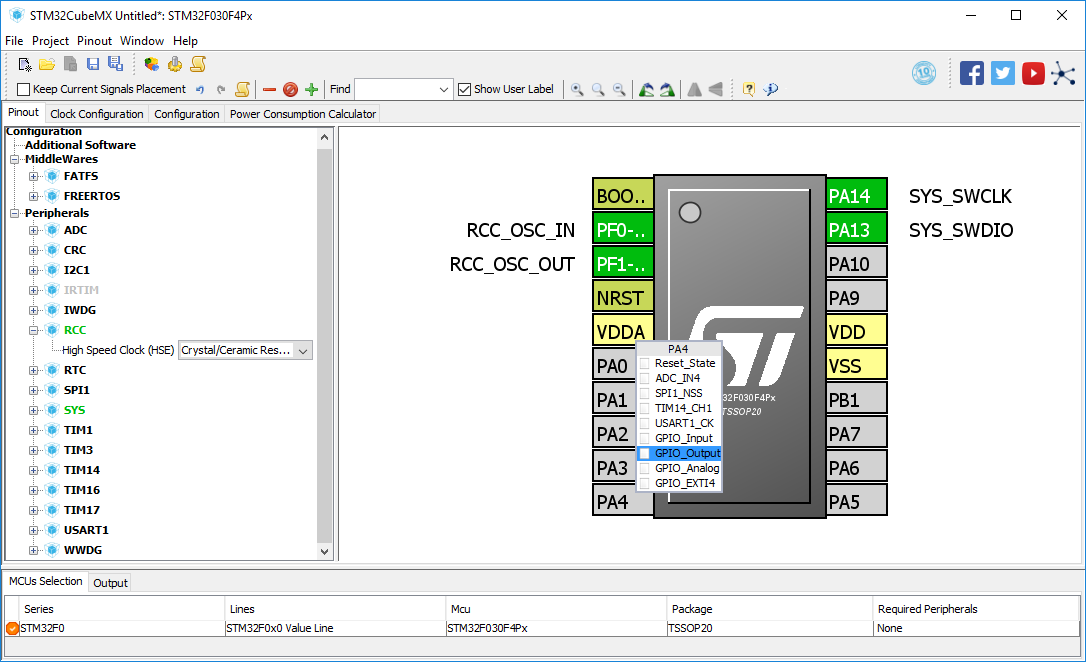 STM32CubeMX Untitled*: STM32F030F4Px
File Project Pinout Window Help
Keep Current Signals Placement Find Show User Label
Pinout Clock Configuration Configuration Power Consumption Calculator
Configuration
Additional Software
MiddleWares
FATFS
FREERTOS
Peripherals
ADC
CRC
I2C1
IRTIM
IWDG
RCC
High Speed Clock (HSE) Crystal/Ceramic Res...
RTC
SPI1
SYS
TIM1
TIM3
TIM14
TIM16
TIM17
USART1
WWDG
BOO.. PA14 SYS_SWCLK
RCC_OSC_IN PF0-.. PA13 SYS_SWDIO
RCC_OSC_OUT PF1-.. PA10
NRST PA9
VDDA VDD
PA0 VSS
PA1 PB1
PA2 PA7
PA3 PA6
PA4 PA5
PA4
Reset_State
ADC_IN4
SPI1_NSS
TIM14_CH1
USART1_CK
GPIO_Input
GPIO_Output
GPIO_Analog
GPIO_EXTI4
32F030F4Px
TSSOP20
10
MCUs Selection Output
Series Lines Mcu Package Required Peripherals
STM32F0 STM32F0x0 Value Line STM32F030F4Px TSSOP20 None